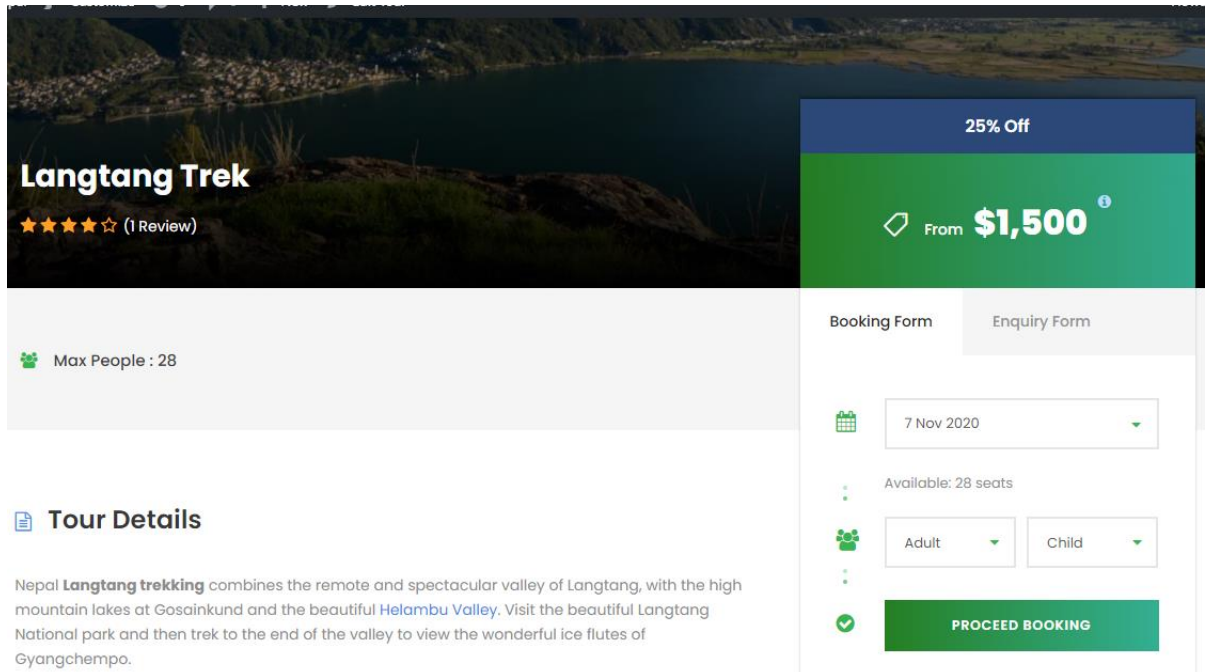 Langtang Trek
(1 Review)
25% Off
From $1,500
Booking Form
Enquiry Form
Max People : 28
7 Nov 2020
Available: 28 seats
Adult
Child
PROCEED BOOKING
Tour Details
Nepal Langtang trekking combines the remote and spectacular valley of Langtang, with the high
mountain lakes at Gosainkund and the beautiful Helambu Valley. Visit the beautiful Langtang
National park and then trek to the end of the valley to view the wonderful ice flutes of
Gyangchempo.